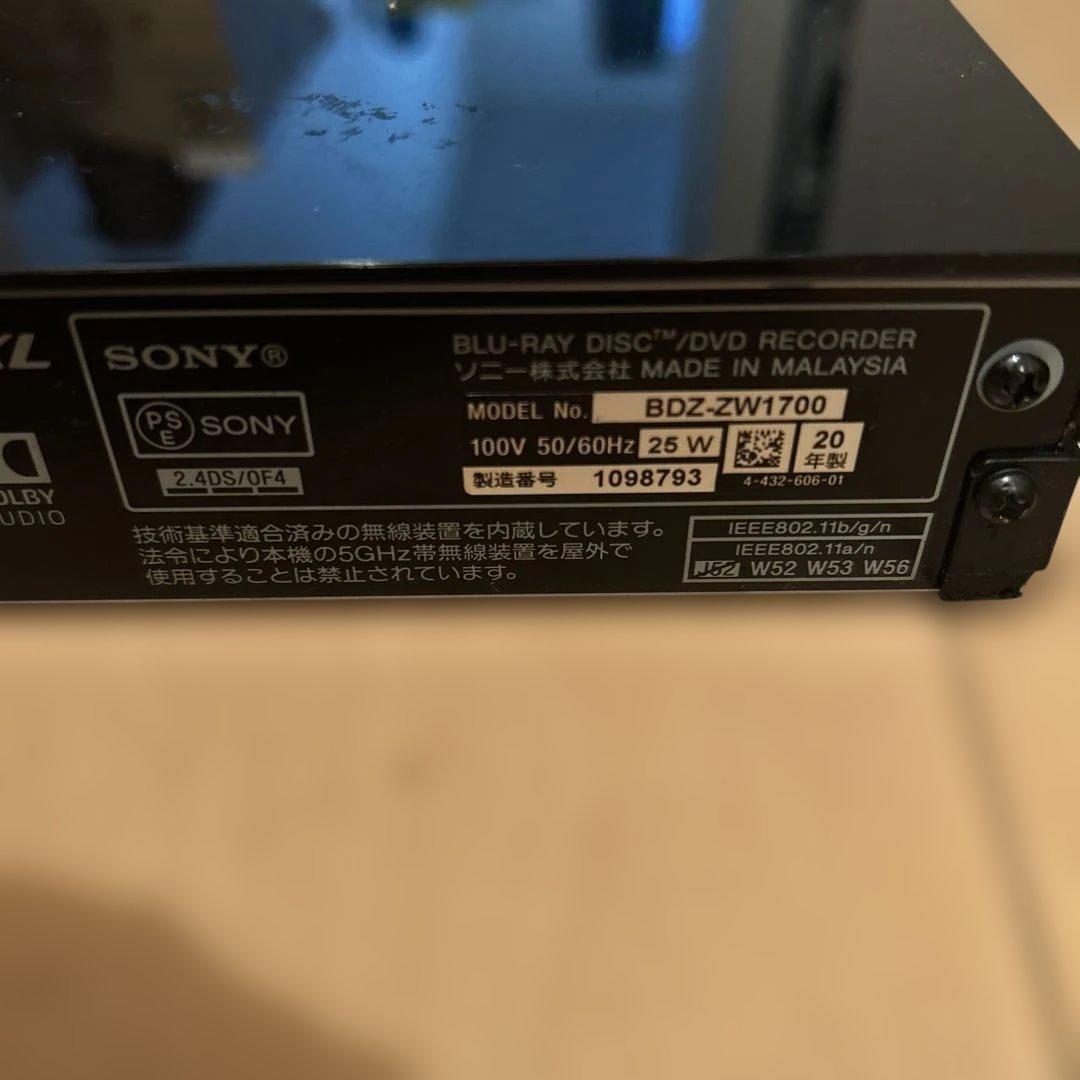 XL
SONY®
BLU-RAY DISC™/DVD RECORDER
ソニー株式会社 MADE IN MALAYSIA
PSE SONY
MODEL No. BDZ-ZW1700
100V 50/60Hz 25 W
20年製
2.4DS/OF4
製造番号 1098793
4-432-606-01
DOLBY
AUDIO
技術基準適合済みの無線装置を内蔵しています。
法令により本機の5GHz帯無線装置を屋外で
使用することは禁止されています。
IEEE802.11b/g/n
IEEE802.11a/n
J52 W52 W53 W56